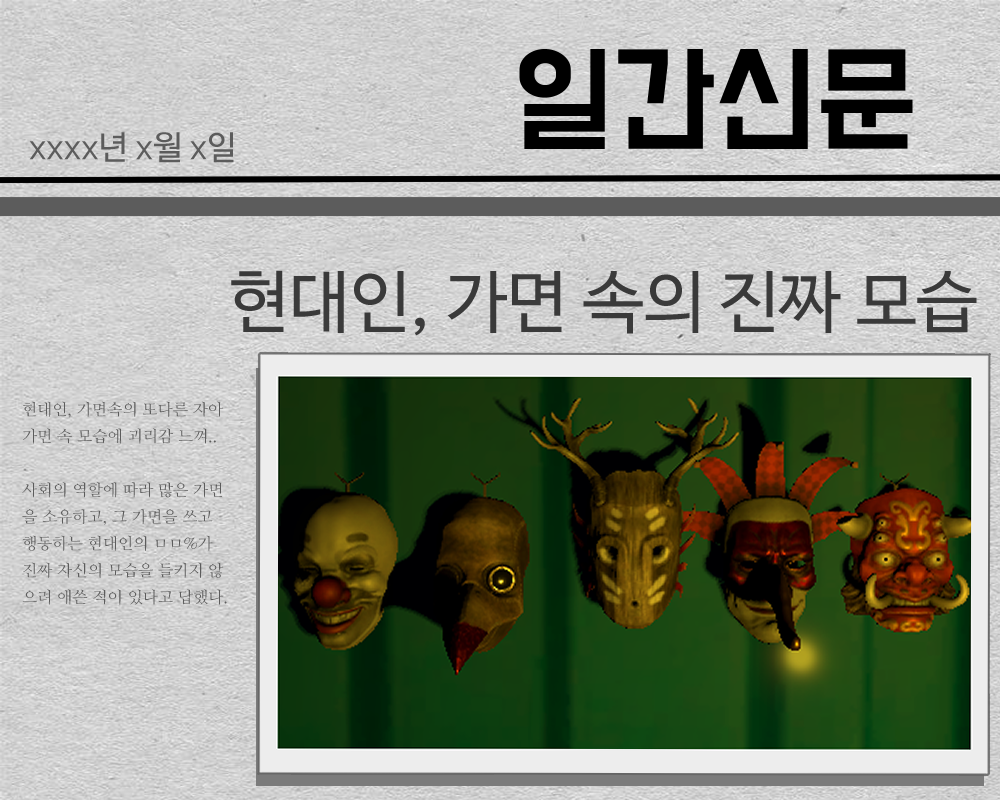 일간신문
xxxx년 x월 x일
현대인, 가면 속의 진짜 모습
현대인, 가면속의 또다른 자아
가면 속 모습에 괴리감 느껴..
사회의 역할에 따라 많은 가면
을 소유하고, 그 가면을 쓰고
행동하는 현대인의 ㅁㅁ%가
진짜 자신의 모습을 들키지 않
으려 애쓴 적이 있다고 답했다.